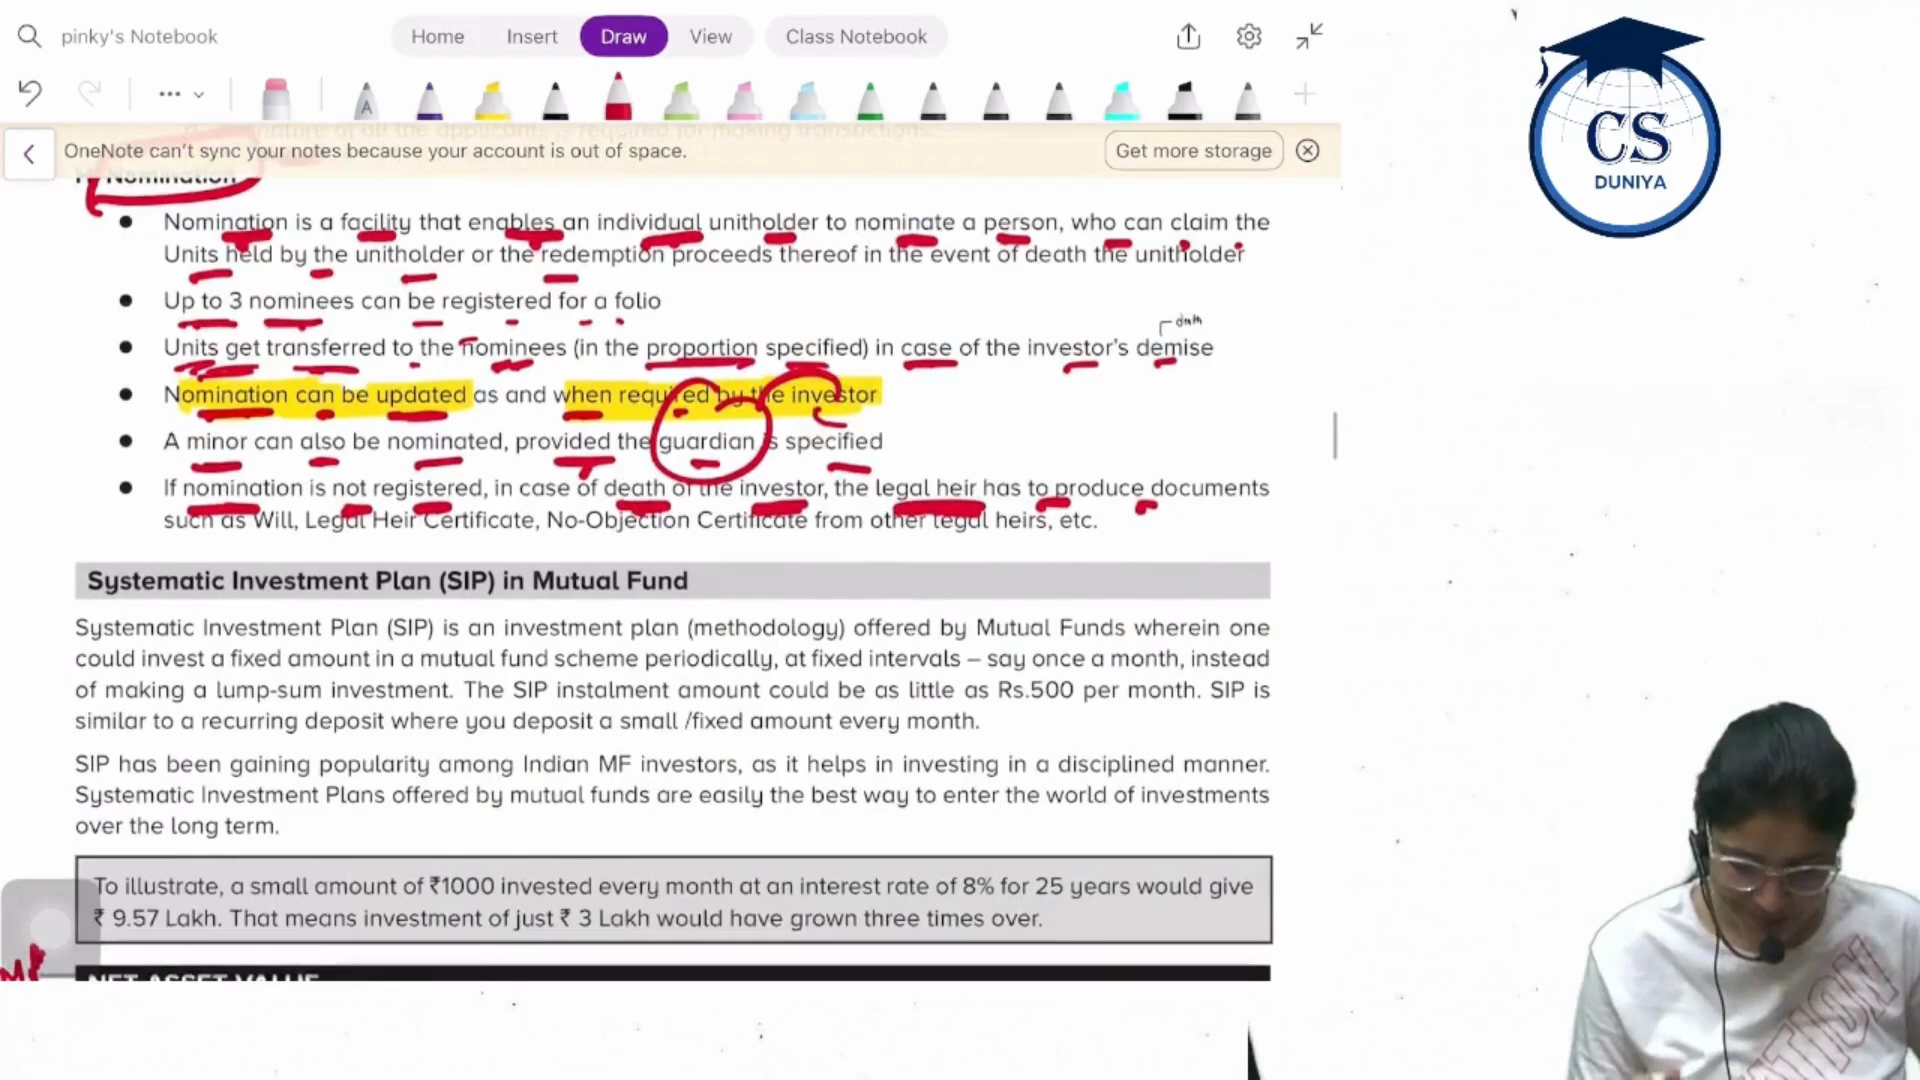 pinky's Notebook
Home
Insert
Draw
View
Class Notebook
A
of all the applicants is required for making transactions.
OneNote can't sync your notes because your account is out of space.
Get more storage
Nomination
● Nomination is a facility that enables an individual unitholder to nominate a person, who can claim the
Units held by the unitholder or the redemption proceeds thereof in the event of death the unitholder
● Up to 3 nominees can be registered for a folio
death
● Units get transferred to the nominees (in the proportion specified) in case of the investor's demise
● Nomination can be updated as and when required by the investor
● A minor can also be nominated, provided the guardian is specified
● If nomination is not registered, in case of death of the investor, the legal heir has to produce documents
such as Will, Legal Heir Certificate, No-Objection Certificate from other legal heirs, etc.
Systematic Investment Plan (SIP) in Mutual Fund
Systematic Investment Plan (SIP) is an investment plan (methodology) offered by Mutual Funds wherein one
could invest a fixed amount in a mutual fund scheme periodically, at fixed intervals – say once a month, instead
of making a lump-sum investment. The SIP instalment amount could be as little as Rs.500 per month. SIP is
similar to a recurring deposit where you deposit a small /fixed amount every month.
SIP has been gaining popularity among Indian MF investors, as it helps in investing in a disciplined manner.
Systematic Investment Plans offered by mutual funds are easily the best way to enter the world of investments
over the long term.
To illustrate, a small amount of ₹1000 invested every month at an interest rate of 8% for 25 years would give
₹ 9.57 Lakh. That means investment of just ₹ 3 Lakh would have grown three times over.
NET ASSET VALUE
CS
DUNIYA